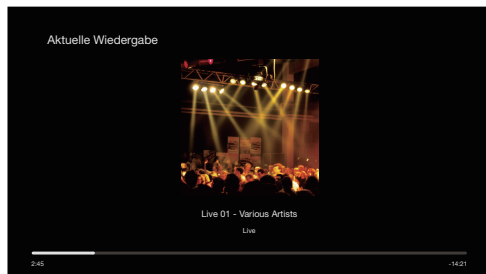 Aktuelle Wiedergabe
Live 01 - Various Artists
Live
2:45
-14:21